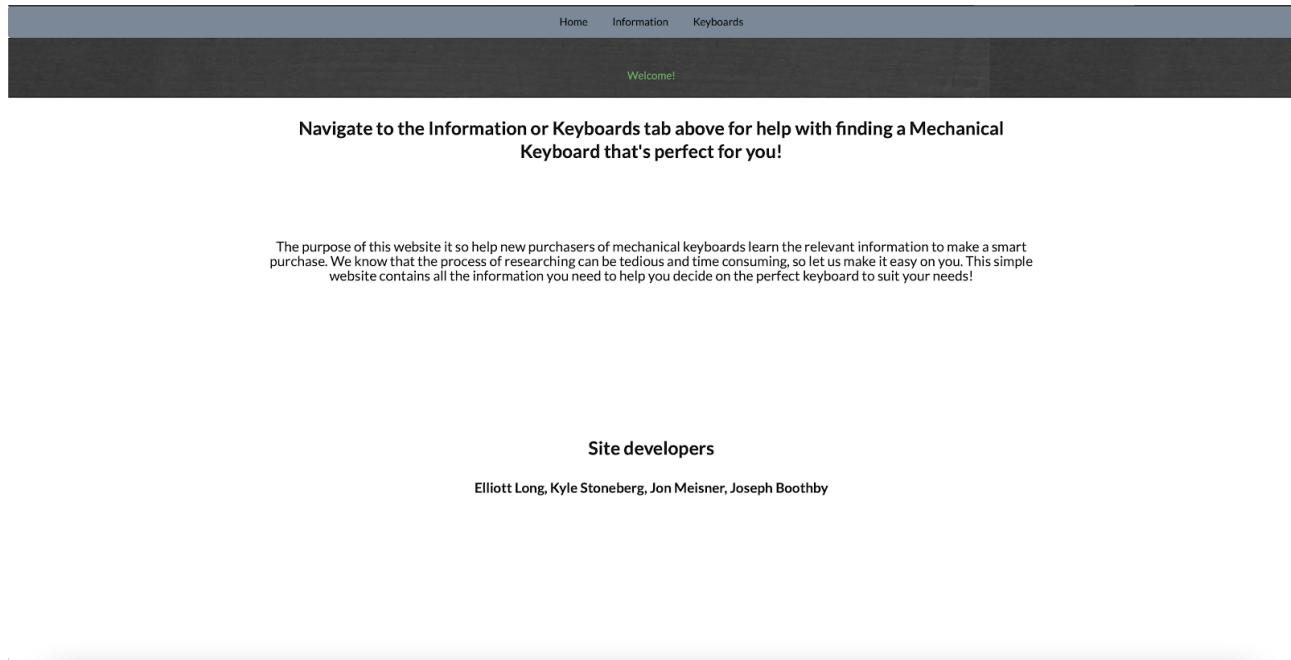 Home Information Keyboards
Welcome!
Navigate to the Information or Keyboards tab above for help with finding a Mechanical
Keyboard that's perfect for you!
The purpose of this website it so help new purchasers of mechanical keyboards learn the relevant information to make a smart
purchase. We know that the process of researching can be tedious and time consuming, so let us make it easy on you. This simple
website contains all the information you need to help you decide on the perfect keyboard to suit your needs!
Site developers
Elliott Long, Kyle Stoneberg, Jon Meisner, Joseph Boothby